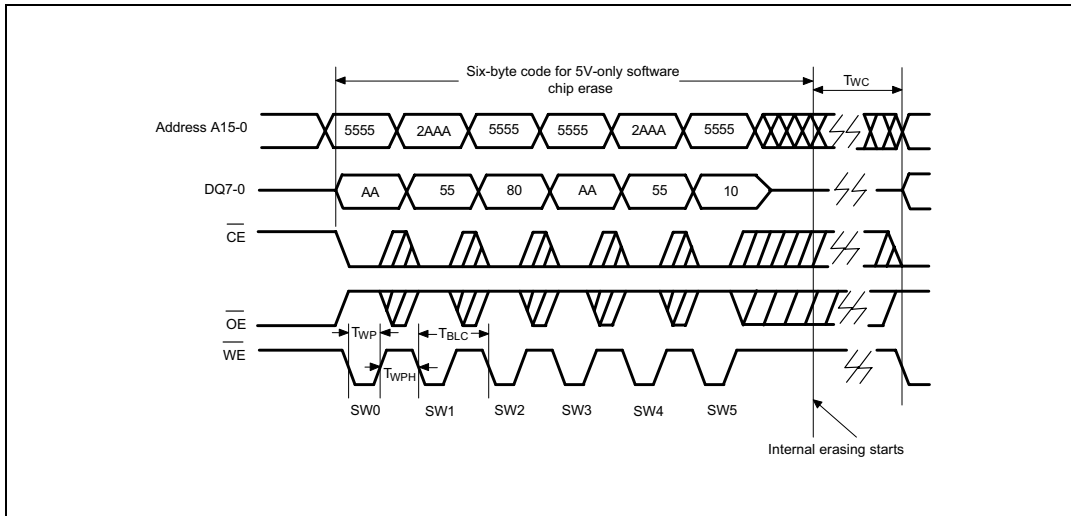 Six-byte code for 5V-only software
chip erase
TWC
Address A15-0
5555 2AAA 5555 5555 2AAA 5555
DQ7-0
AA 55 80 AA 55 10
CE
OE
TWP
TBLC
WE
TWPH
SW0 SW1 SW2 SW3 SW4 SW5
Internal erasing starts